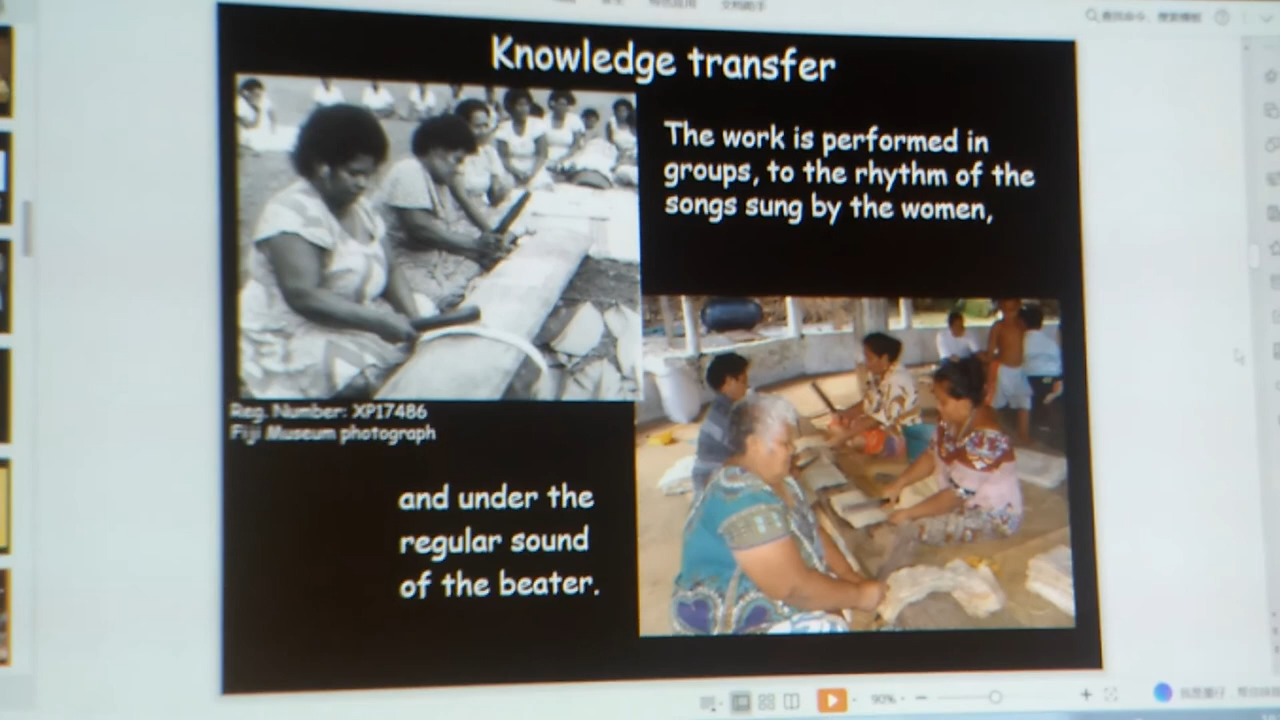 Knowledge transfer
The work is performed in
groups, to the rhythm of the
songs sung by the women,
Reg. Number: XP17486
Fiji Museum photograph
and under the
regular sound
of the beater.
90%